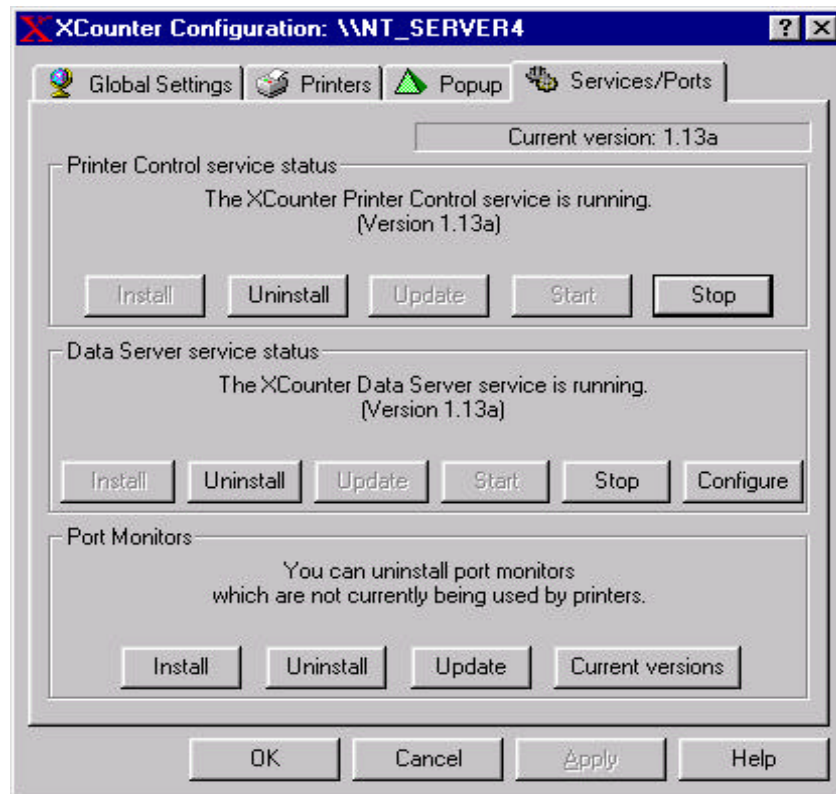 XCounter Configuration: \\NT_SERVER4
Global Settings Printers Popup Services/Ports
Current version: 1.13a
Printer Control service status
The XCounter Printer Control service is running.
(Version 1.13a)
Install Uninstall Update Start Stop
Data Server service status
The XCounter Data Server service is running.
(Version 1.13a)
Install Uninstall Update Start Stop Configure
Port Monitors
You can uninstall port monitors
which are not currently being used by printers.
Install Uninstall Update Current versions
OK Cancel Apply Help